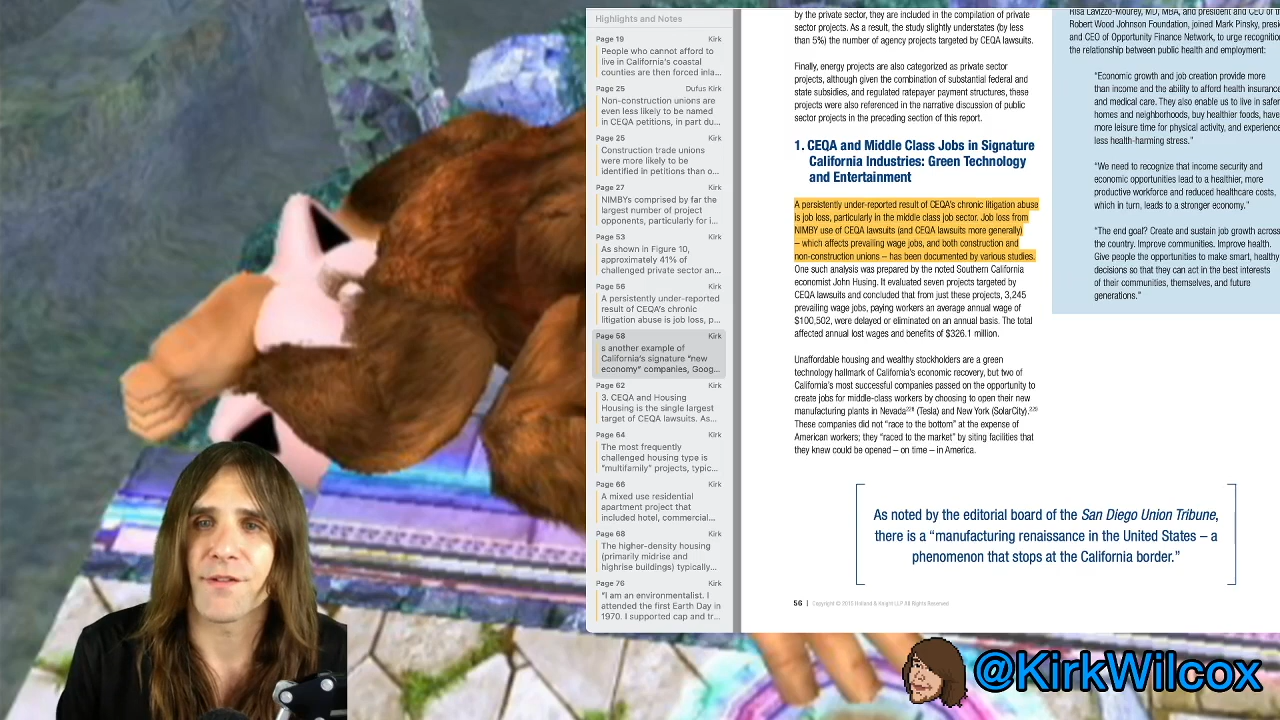 Highlights and Notes
Page 19 Kirk
People who cannot afford to
live in California's coastal
counties are then forced inla...
Page 25 Dufus Kirk
Non-construction unions are
even less likely to be named
in CEQA petitions, in part du...
Page 25 Kirk
Construction trade unions
were more likely to be
identified in petitions than o...
Page 27 Kirk
NIMBYs comprised by far the
largest number of project
opponents, particularly for i...
Page 53 Kirk
As shown in Figure 10,
approximately 41% of
challenged private sector an...
Page 56 Kirk
A persistently under-reported
result of CEQA's chronic
litigation abuse is job loss, p...
Page 58 Kirk
s another example of
California's signature "new
economy" companies, Goog...
Page 62 Kirk
3. CEQA and Housing
Housing is the single largest
target of CEQA lawsuits. As...
Page 64 Kirk
The most frequently
challenged housing type is
"multifamily" projects, typic...
Page 66 Kirk
A mixed use residential
apartment project that
included hotel, commercial...
Page 68 Kirk
The higher-density housing
(primarily midrise and
highrise buildings) typically...
Page 76 Kirk
"I am an environmentalist. I
attended the first Earth Day in
1970. I supported cap and tr...
by the private sector, they are included in the compilation of private
sector projects. As a result, the study slightly understates (by less
than 5%) the number of agency projects targeted by CEQA lawsuits.
Finally, energy projects are also categorized as private sector
projects, although given the combination of substantial federal and
state subsidies, and regulated ratepayer payment structures, these
projects were also referenced in the narrative discussion of public
sector projects in the preceding section of this report.
1. CEQA and Middle Class Jobs in Signature
California Industries: Green Technology
and Entertainment
A persistently under-reported result of CEQA's chronic litigation abuse
is job loss, particularly in the middle class job sector. Job loss from
NIMBY use of CEQA lawsuits (and CEQA lawsuits more generally)
– which affects prevailing wage jobs, and both construction and
non-construction unions – has been documented by various studies.
One such analysis was prepared by the noted Southern California
economist John Husing. It evaluated seven projects targeted by
CEQA lawsuits and concluded that from just these projects, 3,245
prevailing wage jobs, paying workers an average annual wage of
$100,502, were delayed or eliminated on an annual basis. The total
affected annual lost wages and benefits of $326.1 million.
Unaffordable housing and wealthy stockholders are a green
technology hallmark of California's economic recovery, but two of
California's most successful companies passed on the opportunity to
create jobs for middle-class workers by choosing to open their new
manufacturing plants in Nevada²²⁸ (Tesla) and New York (SolarCity).²²⁹
These companies did not "race to the bottom" at the expense of
American workers; they "raced to the market" by siting facilities that
they knew could be opened – on time – in America.
Risa Lavizzo-Mourey, MD, MBA, and president and CEO of
Robert Wood Johnson Foundation, joined Mark Pinsky,
and CEO of Opportunity Finance Network, to urge
the relationship between public health and employment:
"Economic growth and job creation provide more
than income and the ability to afford health
and medical care. They also enable us to live in
homes and neighborhoods, buy healthier foods, have
more leisure time for physical activity, and
less health-harming stress."
"We need to recognize that income security and
economic opportunities lead to a healthier, more
productive workforce and reduced healthcare costs,
which in turn, leads to a stronger economy."
"The end goal? Create and sustain job growth across
the country. Improve communities. Improve health.
Give people the opportunities to make smart, healthy
decisions so that they can act in the best interests
of their communities, themselves, and future
generations."
As noted by the editorial board of the San Diego Union Tribune,
there is a "manufacturing renaissance in the United States – a
phenomenon that stops at the California border."
56 | Copyright © 2015 Holland & Knight LLP All Rights Reserved
@KirkWilcox